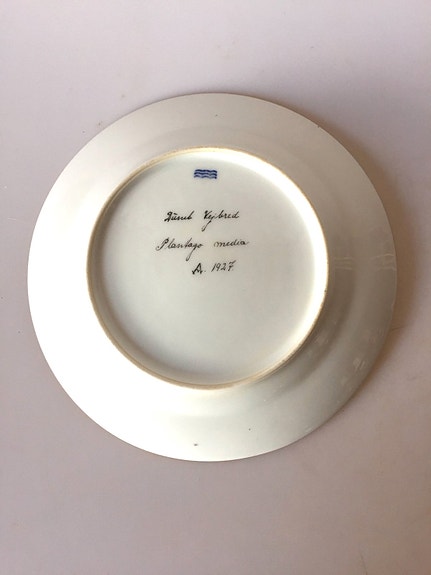 Dunet Vejbred
Plantago media
A. 1927